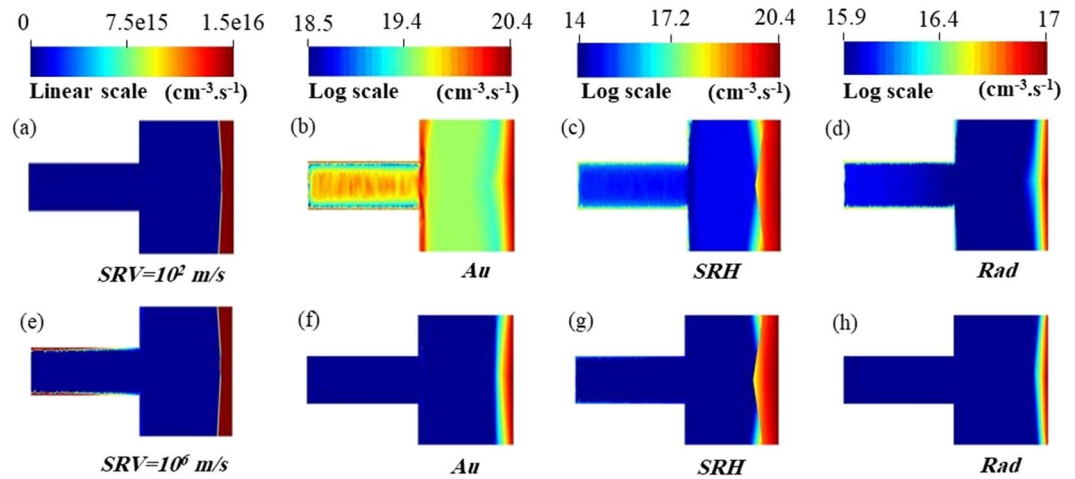 0 7.5e15 1.5e16 18.5 19.4 20.4 14 17.2 20.4 15.9 16.4 17
Linear scale (cm⁻³.s⁻¹) Log scale (cm⁻³.s⁻¹) Log scale (cm⁻³.s⁻¹) Log scale (cm⁻³.s⁻¹)
(a) (b) (c) (d)
SRV=10² m/s Au SRH Rad
(e) (f) (g) (h)
SRV=10⁶ m/s Au SRH Rad